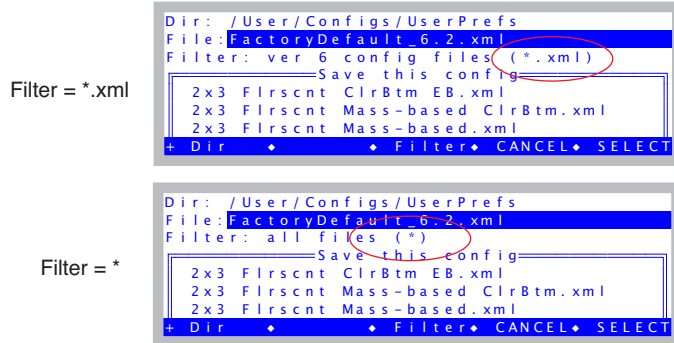 Filter = *.xml
Dir: /User/Configs/UserPrefs
File:FactoryDefault_6.2.xml
Filter: ver 6 config files (*.xml)
Save this config
2x3 Flrscnt ClrBtm EB.xml
2x3 Flrscnt Mass-based ClrBtm.xml
2x3 Flrscnt Mass-based.xml
+ Dir ◆ ◆ Filter◆ CANCEL◆ SELECT
Filter = *
Dir: /User/Configs/UserPrefs
File:FactoryDefault_6.2.xml
Filter: all files (*)
Save this config
2x3 Flrscnt ClrBtm EB.xml
2x3 Flrscnt Mass-based ClrBtm.xml
2x3 Flrscnt Mass-based.xml
+ Dir ◆ ◆ Filter◆ CANCEL◆ SELECT